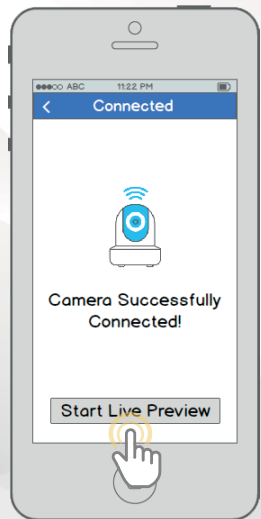 ABC 11:22 PM
Connected
Camera Successfully
Connected!
Start Live Preview